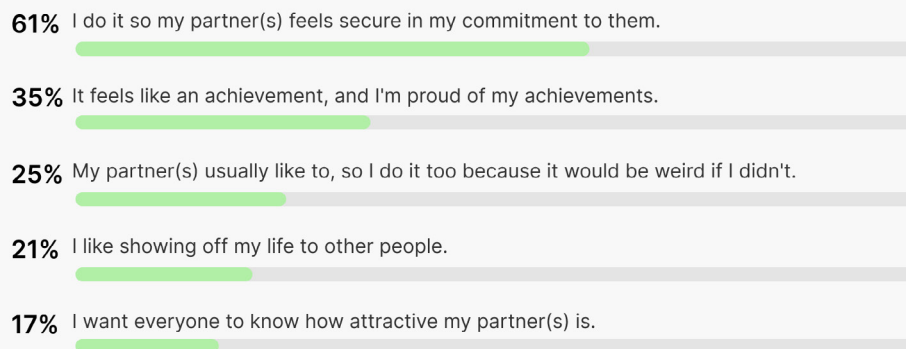 61% I do it so my partner(s) feels secure in my commitment to them.
35% It feels like an achievement, and I'm proud of my achievements.
25% My partner(s) usually like to, so I do it too because it would be weird if I didn't.
21% I like showing off my life to other people.
17% I want everyone to know how attractive my partner(s) is.